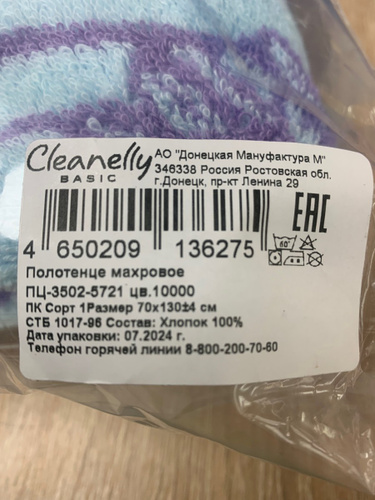 Cleanelly
BASIC
АО "Донецкая Мануфактура М"
346338 Россия Ростовская обл.
г.Донецк, пр-кт Ленина 29
EAC
60°
4 650209 136275
Полотенце махровое
ПЦ-3502-5721 цв.10000
ПК Сорт 1Размер 70х130±4 см
СТБ 1017-96 Состав: Хлопок 100%
Дата упаковки: 07.2024 г.
Телефон горячей линии 8-800-200-70-60